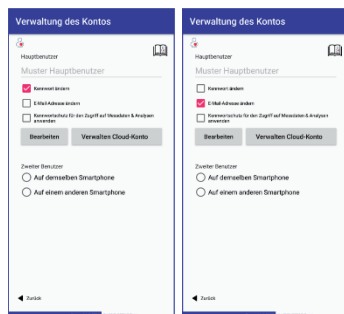 Verwaltung des Kontos
Hauptbenutzer
Muster Hauptbenutzer
Kennwort ändern
E-Mail-Adresse ändern
Kennwortschutz für den Zugriff auf Messdaten & Analysen
anwenden
Bearbeiten
Verwalten Cloud-Konto
Zweiter Benutzer
Auf demselben Smartphone
Auf einem anderen Smartphone
Zurück
Verwaltung des Kontos
Hauptbenutzer
Muster Hauptbenutzer
Kennwort ändern
E-Mail-Adresse ändern
Kennwortschutz für den Zugriff auf Messdaten & Analysen
anwenden
Bearbeiten
Verwalten Cloud-Konto
Zweiter Benutzer
Auf demselben Smartphone
Auf einem anderen Smartphone
Zurück